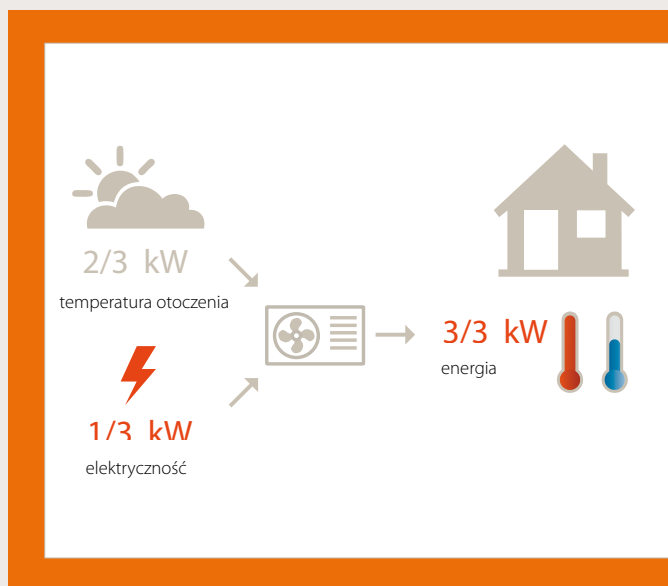 2/3 kW
temperatura otoczenia
1/3 kW
elektryczność
3/3 kW
energia